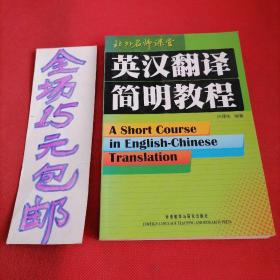 全场15元包邮
北外名师课堂
英汉翻译
简明教程
A Short Course
in English-Chinese
Translation
编著
外语教学与研究出版社
FOREIGN LANGUAGE TEACHING AND RESEARCH PRESS